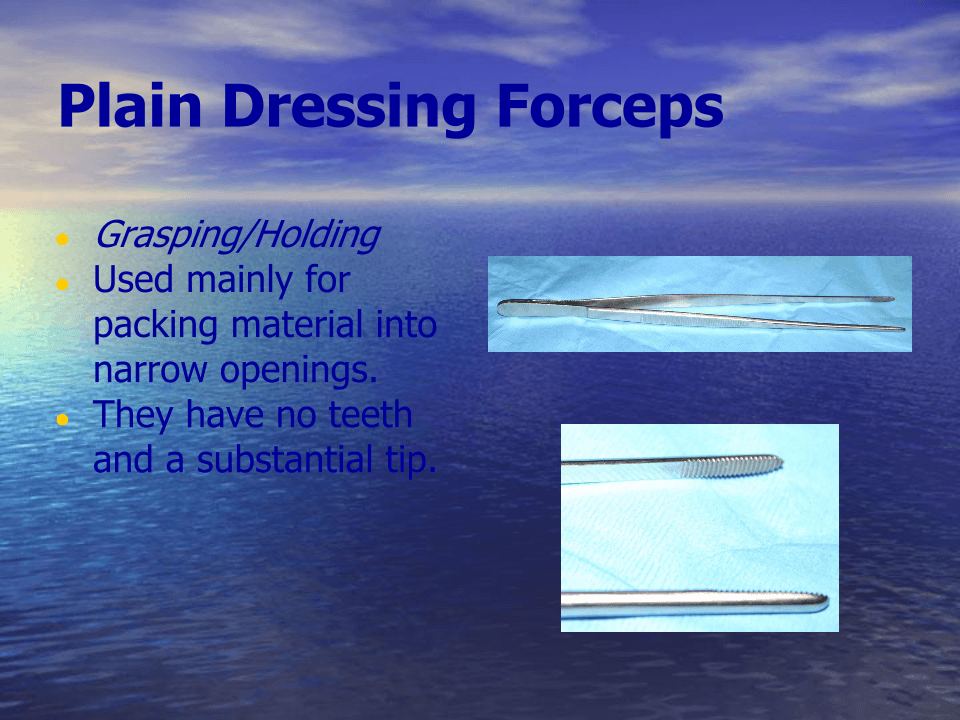 Plain Dressing Forceps
• Grasping/Holding
• Used mainly for
packing material into
narrow openings.
• They have no teeth
and a substantial tip.